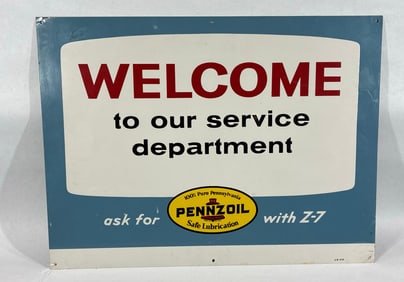 WELCOME
to our service
department
100% Pure Pennsylvania
ask for PENNZOIL with Z-7
Safe Lubrication